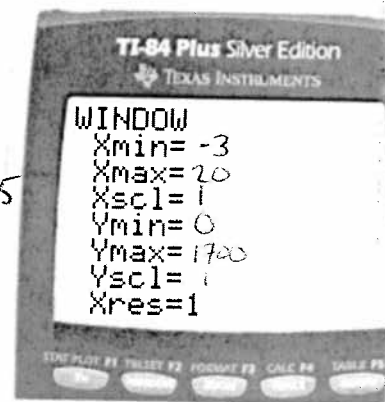 TI-84 Plus Silver Edition
TEXAS INSTRUMENTS
WINDOW
Xmin= -3
Xmax= 20
Xscl= 1
Ymin= 0
Ymax= 1700
Yscl= 1
Xres=1
5
STAT PLOT F1 TBLSET F2 FORMAT F3 CALC F4 TABLE F5